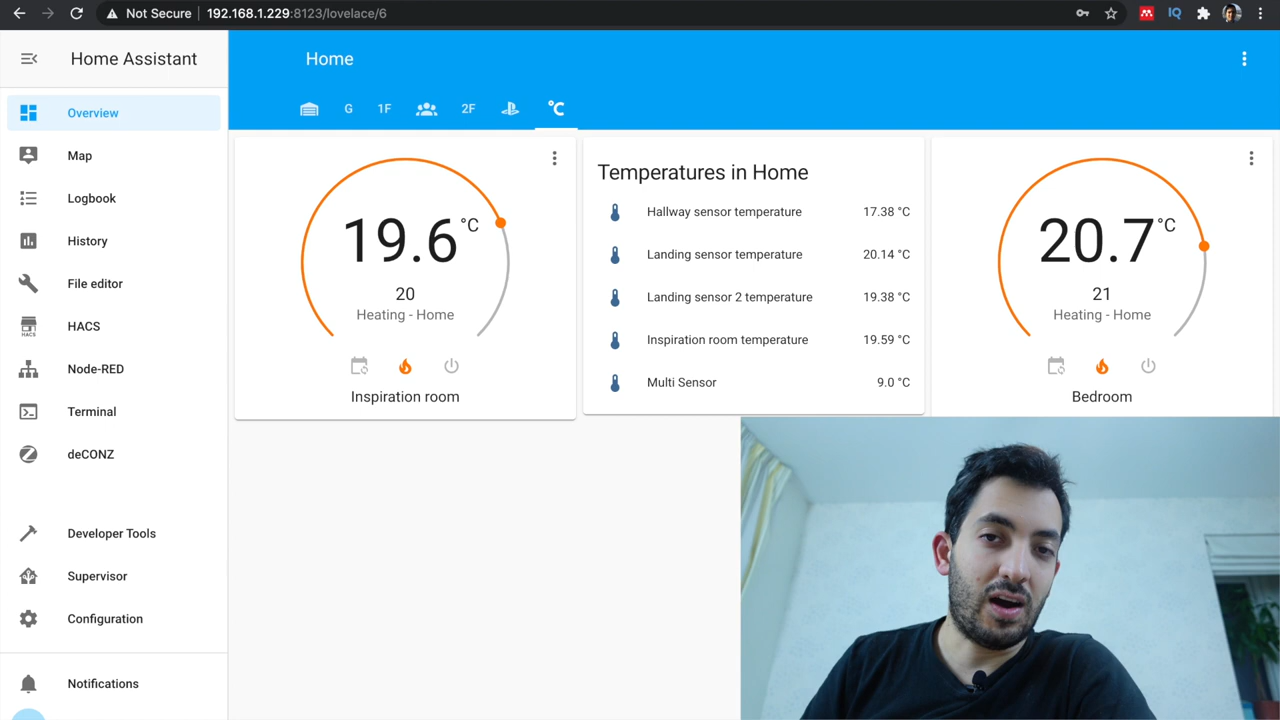 Not Secure | 192.168.1.229:8123/lovelace/6
IQ
Home Assistant
Overview
Map
Logbook
History
File editor
HACS
HACS
Node-RED
Terminal
deCONZ
Developer Tools
Supervisor
Configuration
Notifications
Home
G 1F 2F °C
19.6 °C
20
Heating - Home
Inspiration room
Temperatures in Home
Hallway sensor temperature 17.38 °C
Landing sensor temperature 20.14 °C
Landing sensor 2 temperature 19.38 °C
Inspiration room temperature 19.59 °C
Multi Sensor 9.0 °C
20.7 °C
21
Heating - Home
Bedroom